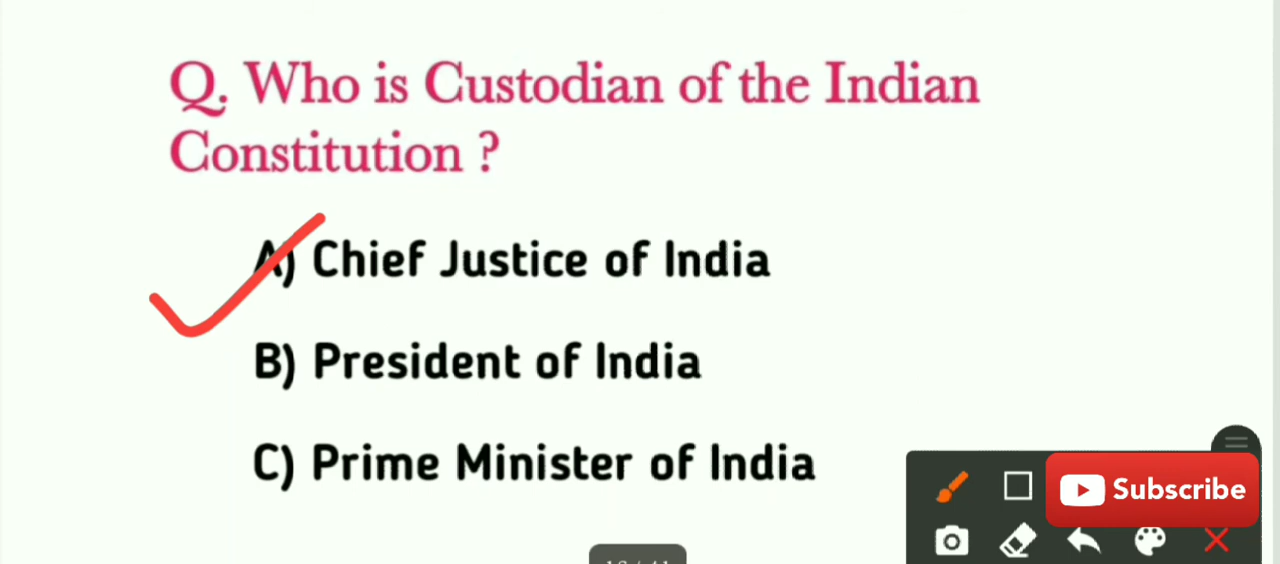 Q. Who is Custodian of the Indian
Constitution ?
A) Chief Justice of India
B) President of India
C) Prime Minister of India
Subscribe